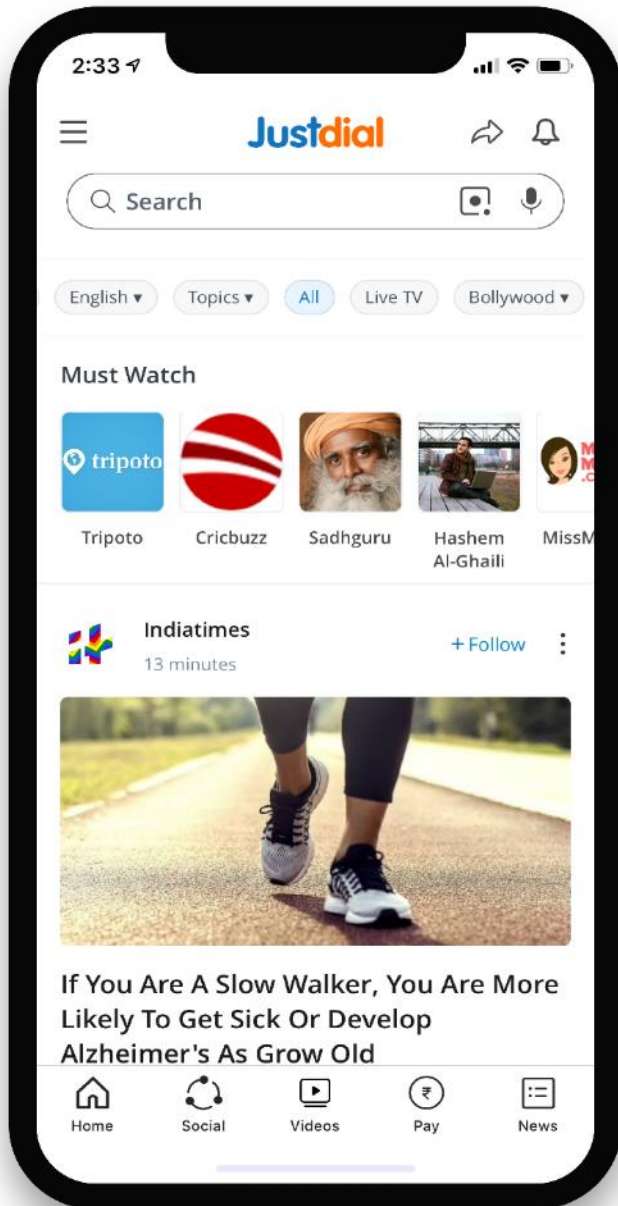 2:33
Justdial
Search
English ▾ Topics ▾ All Live TV Bollywood ▾
Must Watch
tripoto
Tripoto Cricbuzz Sadhguru Hashem Al-Ghaili MissM
Indiatimes
+ Follow
13 minutes
If You Are A Slow Walker, You Are More
Likely To Get Sick Or Develop
Alzheimer's As Grow Old
Home Social Videos Pay News